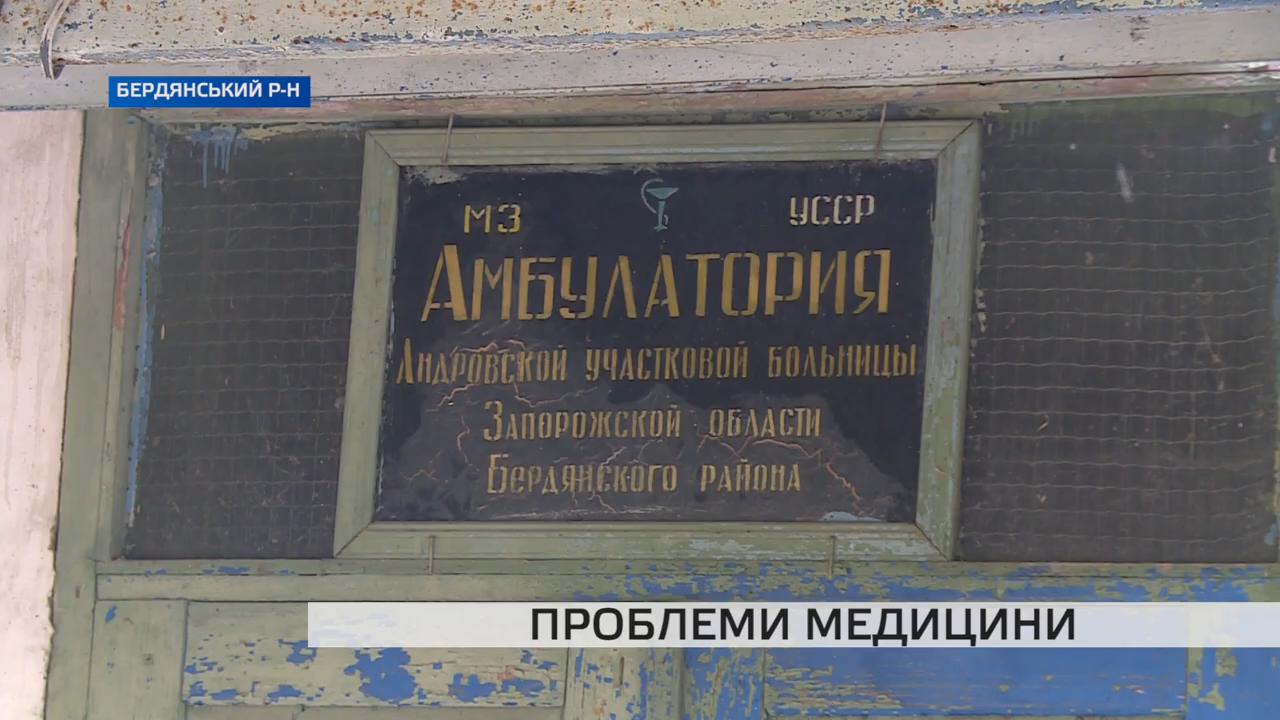 БЕРДЯНСЬКИЙ Р-Н
МЗ УССР
АМБУЛАТОРИЯ
АНДРОВСКОЙ УЧАСТКОВОЙ БОЛЬНИЦЫ
ЗАПОРОЖСКОЙ ОБЛАСТИ
БЕРДЯНСКОГО РАЙОНА
ПРОБЛЕМИ МЕДИЦИНИ